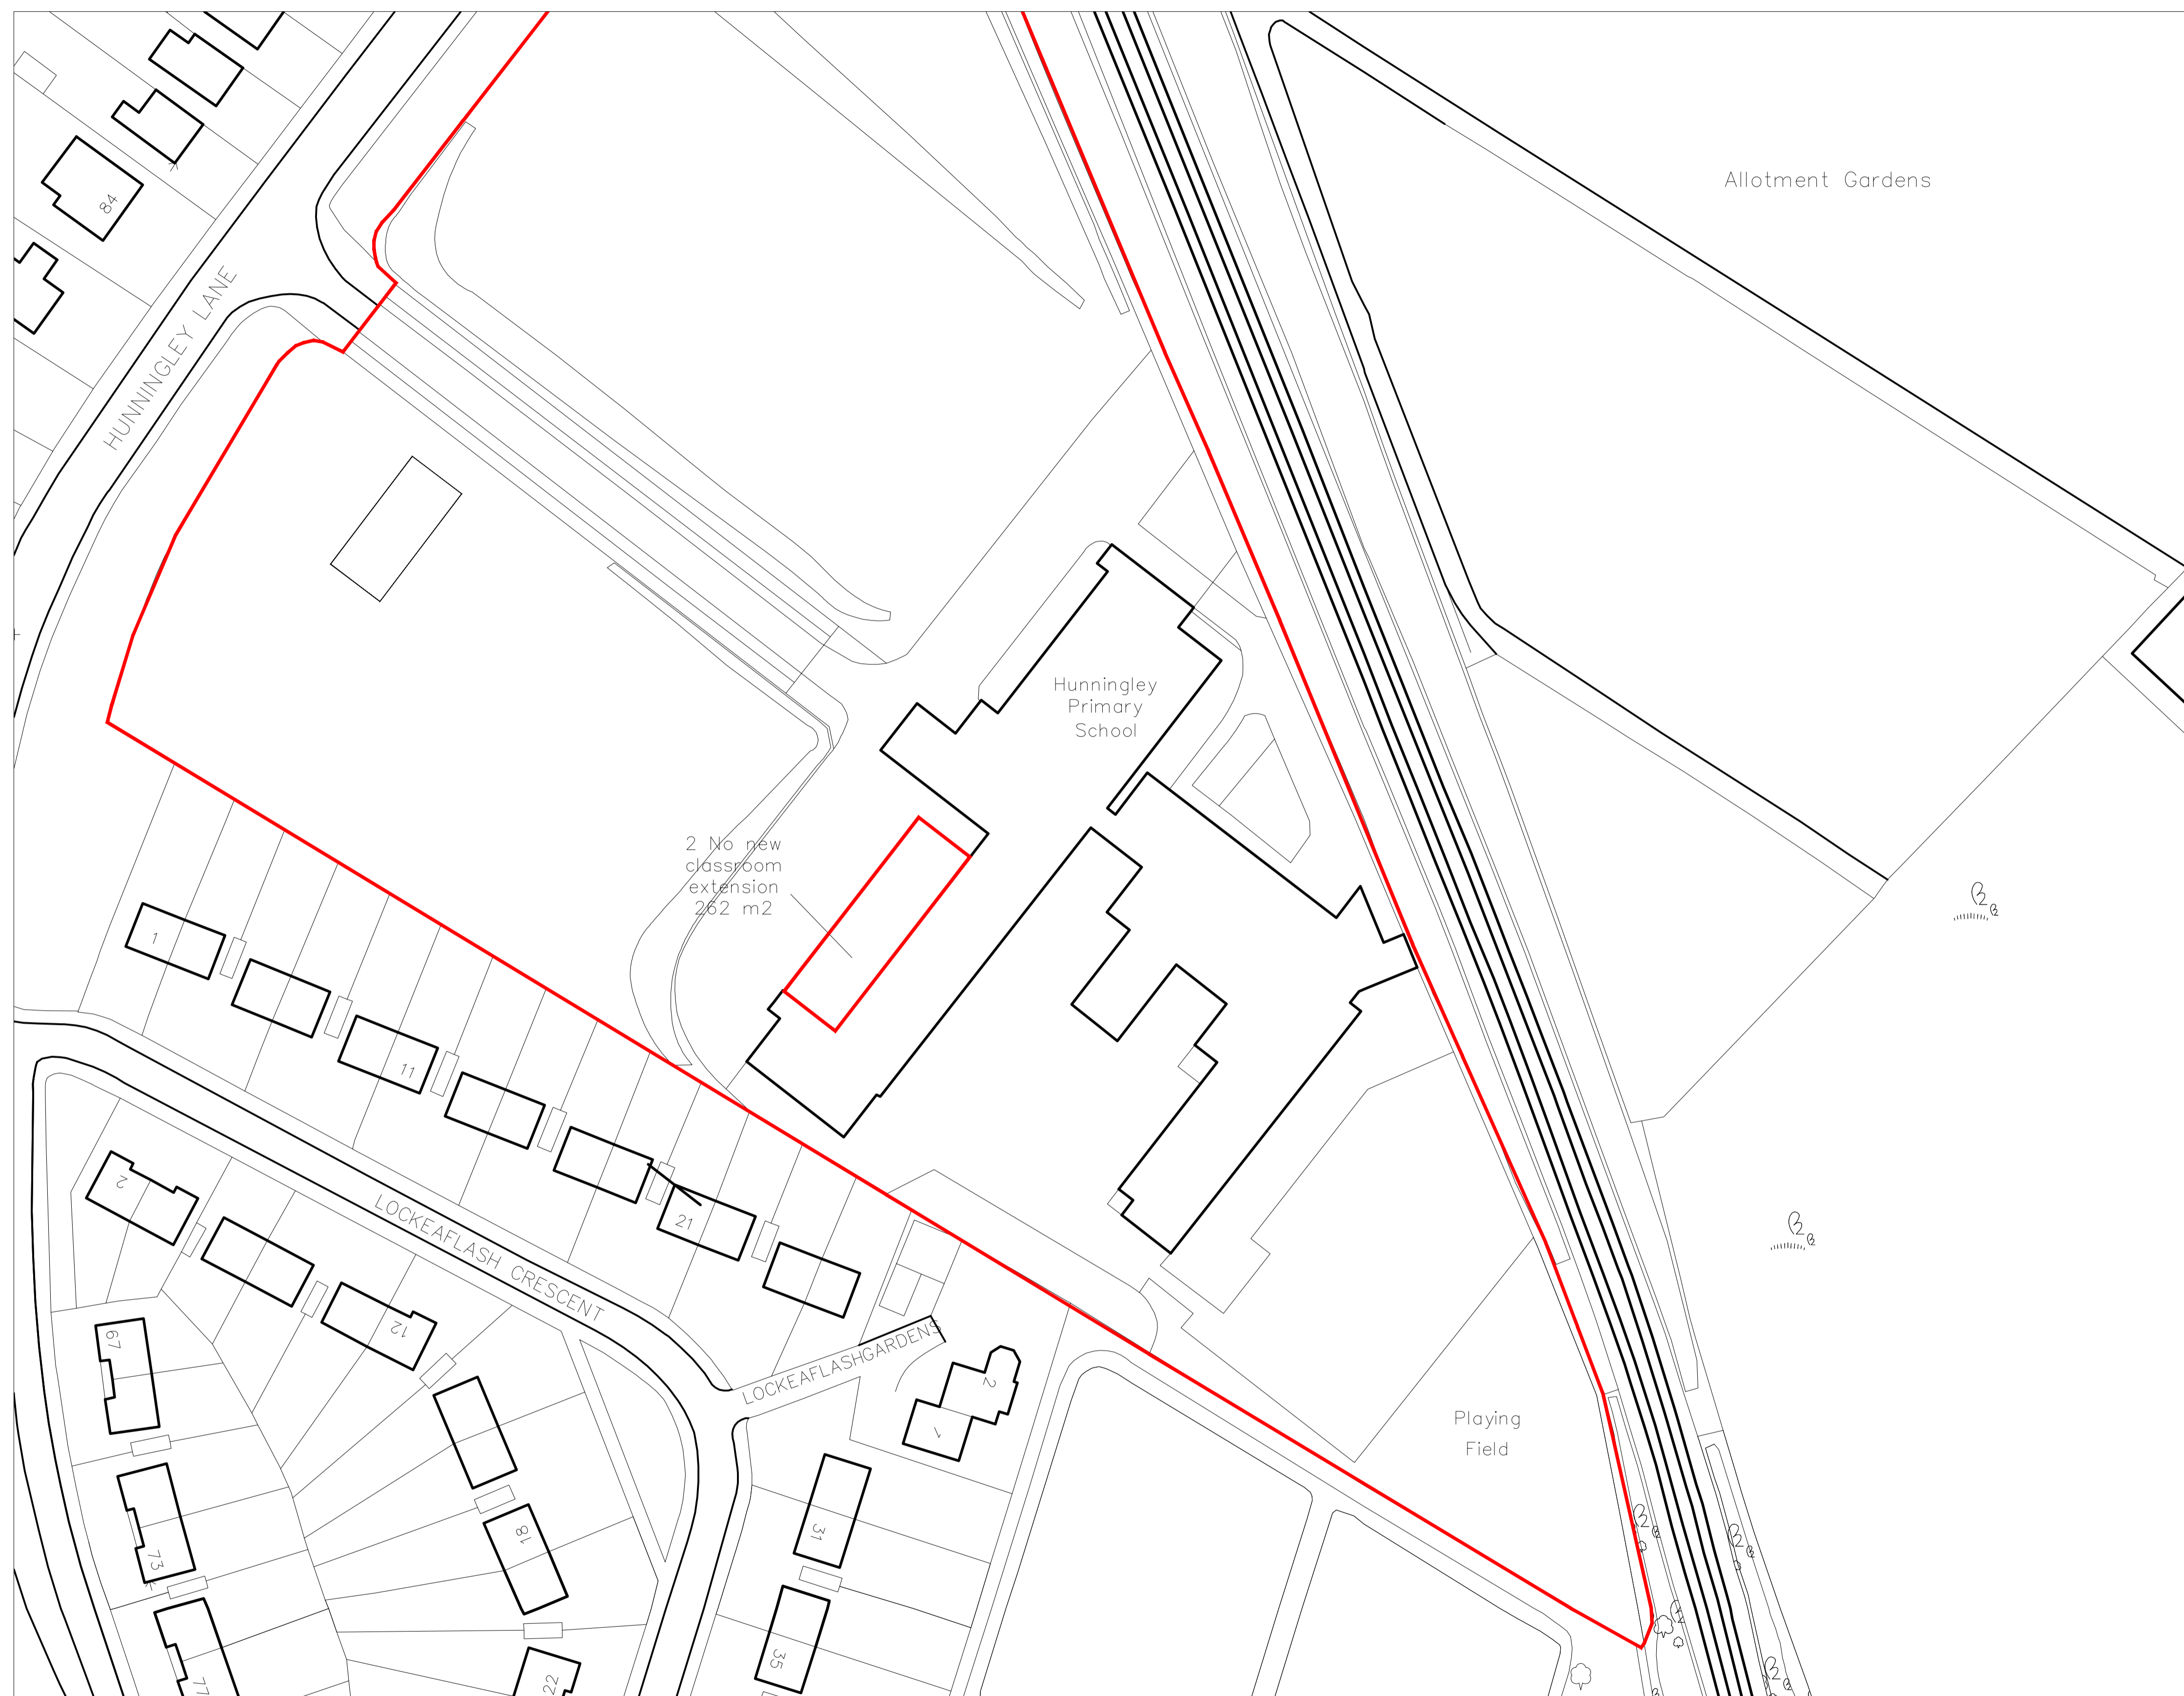 Allotment Gardens
84
HUNNINGLEY LANE
Hunningley
Primary
School
2 No new
classroom
extension
262 m2
1
11
21
2
12
LOCKEAFLASH CRESCENT
LOCKEAFLASHGARDENS
67
73
77
18
22
2
1
31
35
Playing
Field